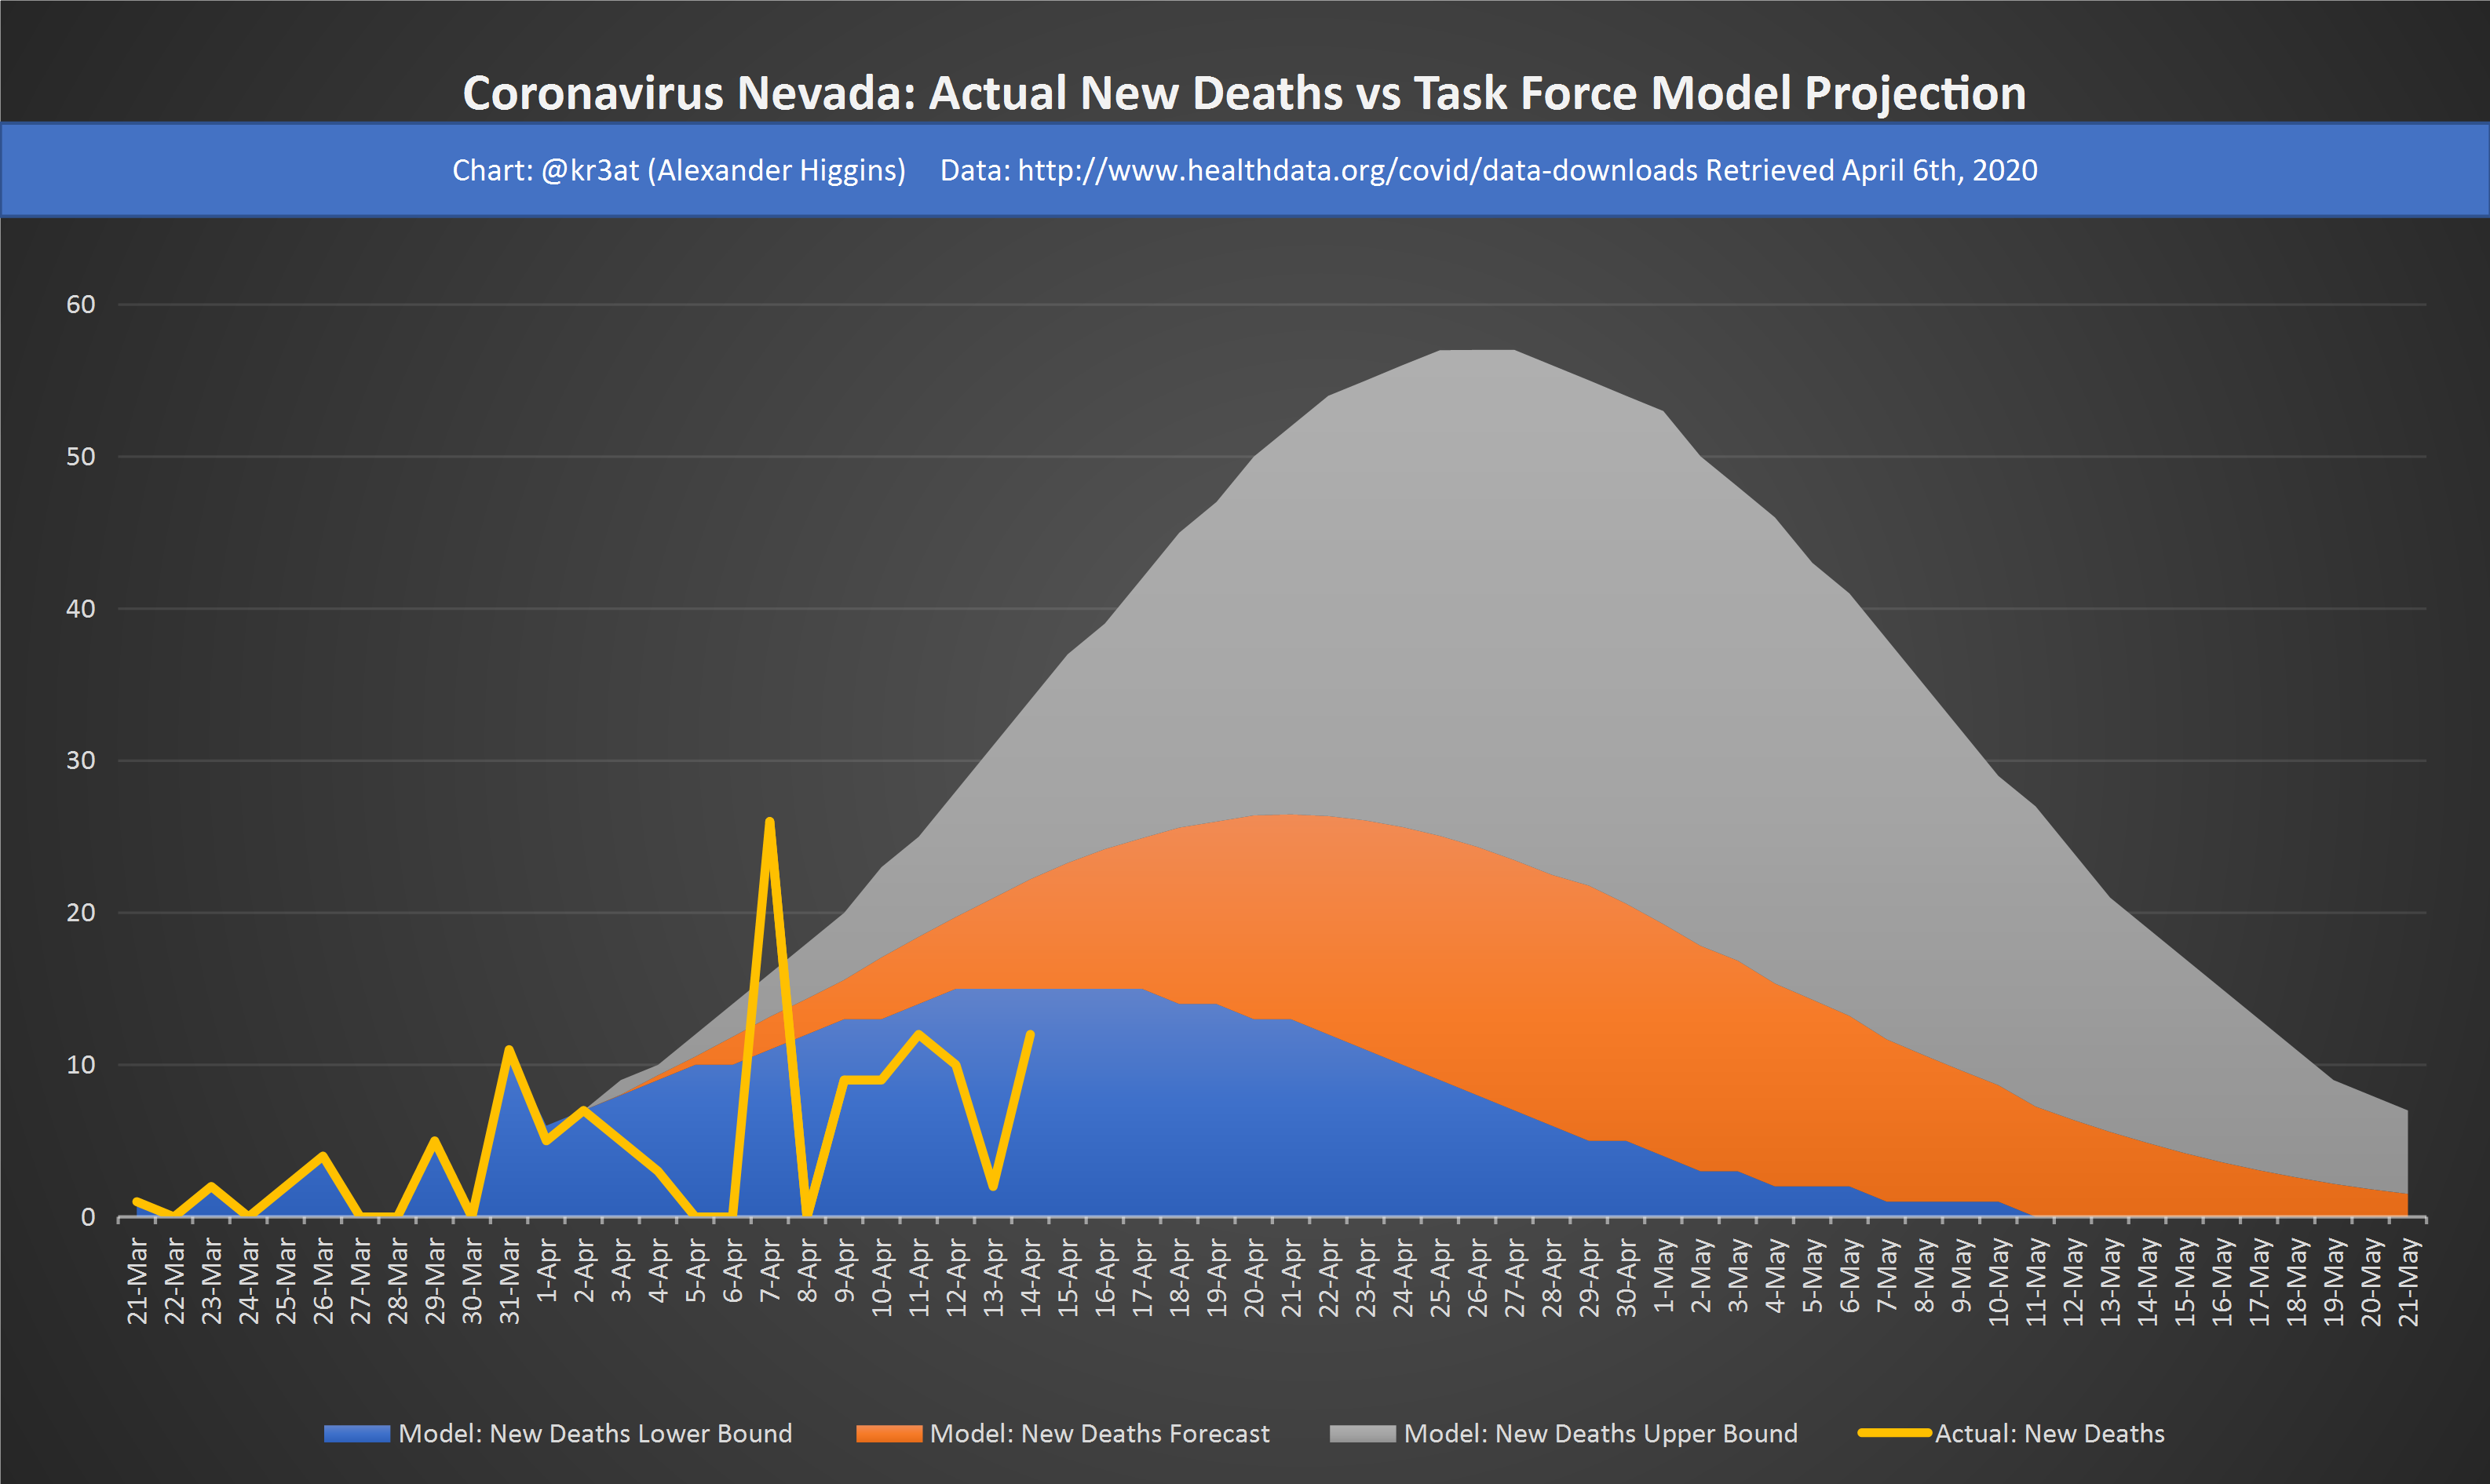 Coronavirus Nevada: Actual New Deaths vs Task Force Model Projection
Chart: @kr3at (Alexander Higgins) Data: http://www.healthdata.org/covid/data-downloads Retrieved April 6th, 2020
60
50
40
30
20
10
0
21-Mar
22-Mar
23-Mar
24-Mar
25-Mar
26-Mar
27-Mar
28-Mar
29-Mar
30-Mar
31-Mar
1-Apr
2-Apr
3-Apr
4-Apr
5-Apr
6-Apr
7-Apr
8-Apr
9-Apr
10-Apr
11-Apr
12-Apr
13-Apr
14-Apr
15-Apr
16-Apr
17-Apr
18-Apr
19-Apr
20-Apr
21-Apr
22-Apr
23-Apr
24-Apr
25-Apr
26-Apr
27-Apr
28-Apr
29-Apr
30-Apr
1-May
2-May
3-May
4-May
5-May
6-May
7-May
8-May
9-May
10-May
11-May
12-May
13-May
14-May
15-May
16-May
17-May
18-May
19-May
20-May
21-May
Model: New Deaths Lower Bound
Model: New Deaths Forecast
Model: New Deaths Upper Bound
Actual: New Deaths